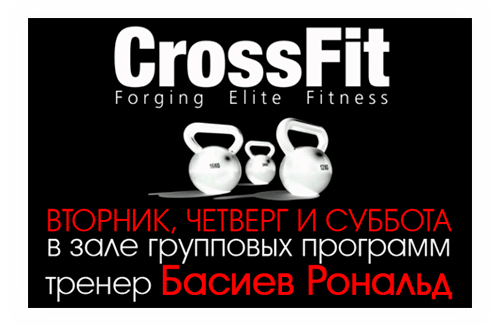 CrossFit
Forging Elite Fitness
ВТОРНИК, ЧЕТВЕРГ И СУББОТА
в зале групповых программ
тренер Басиев Рональд